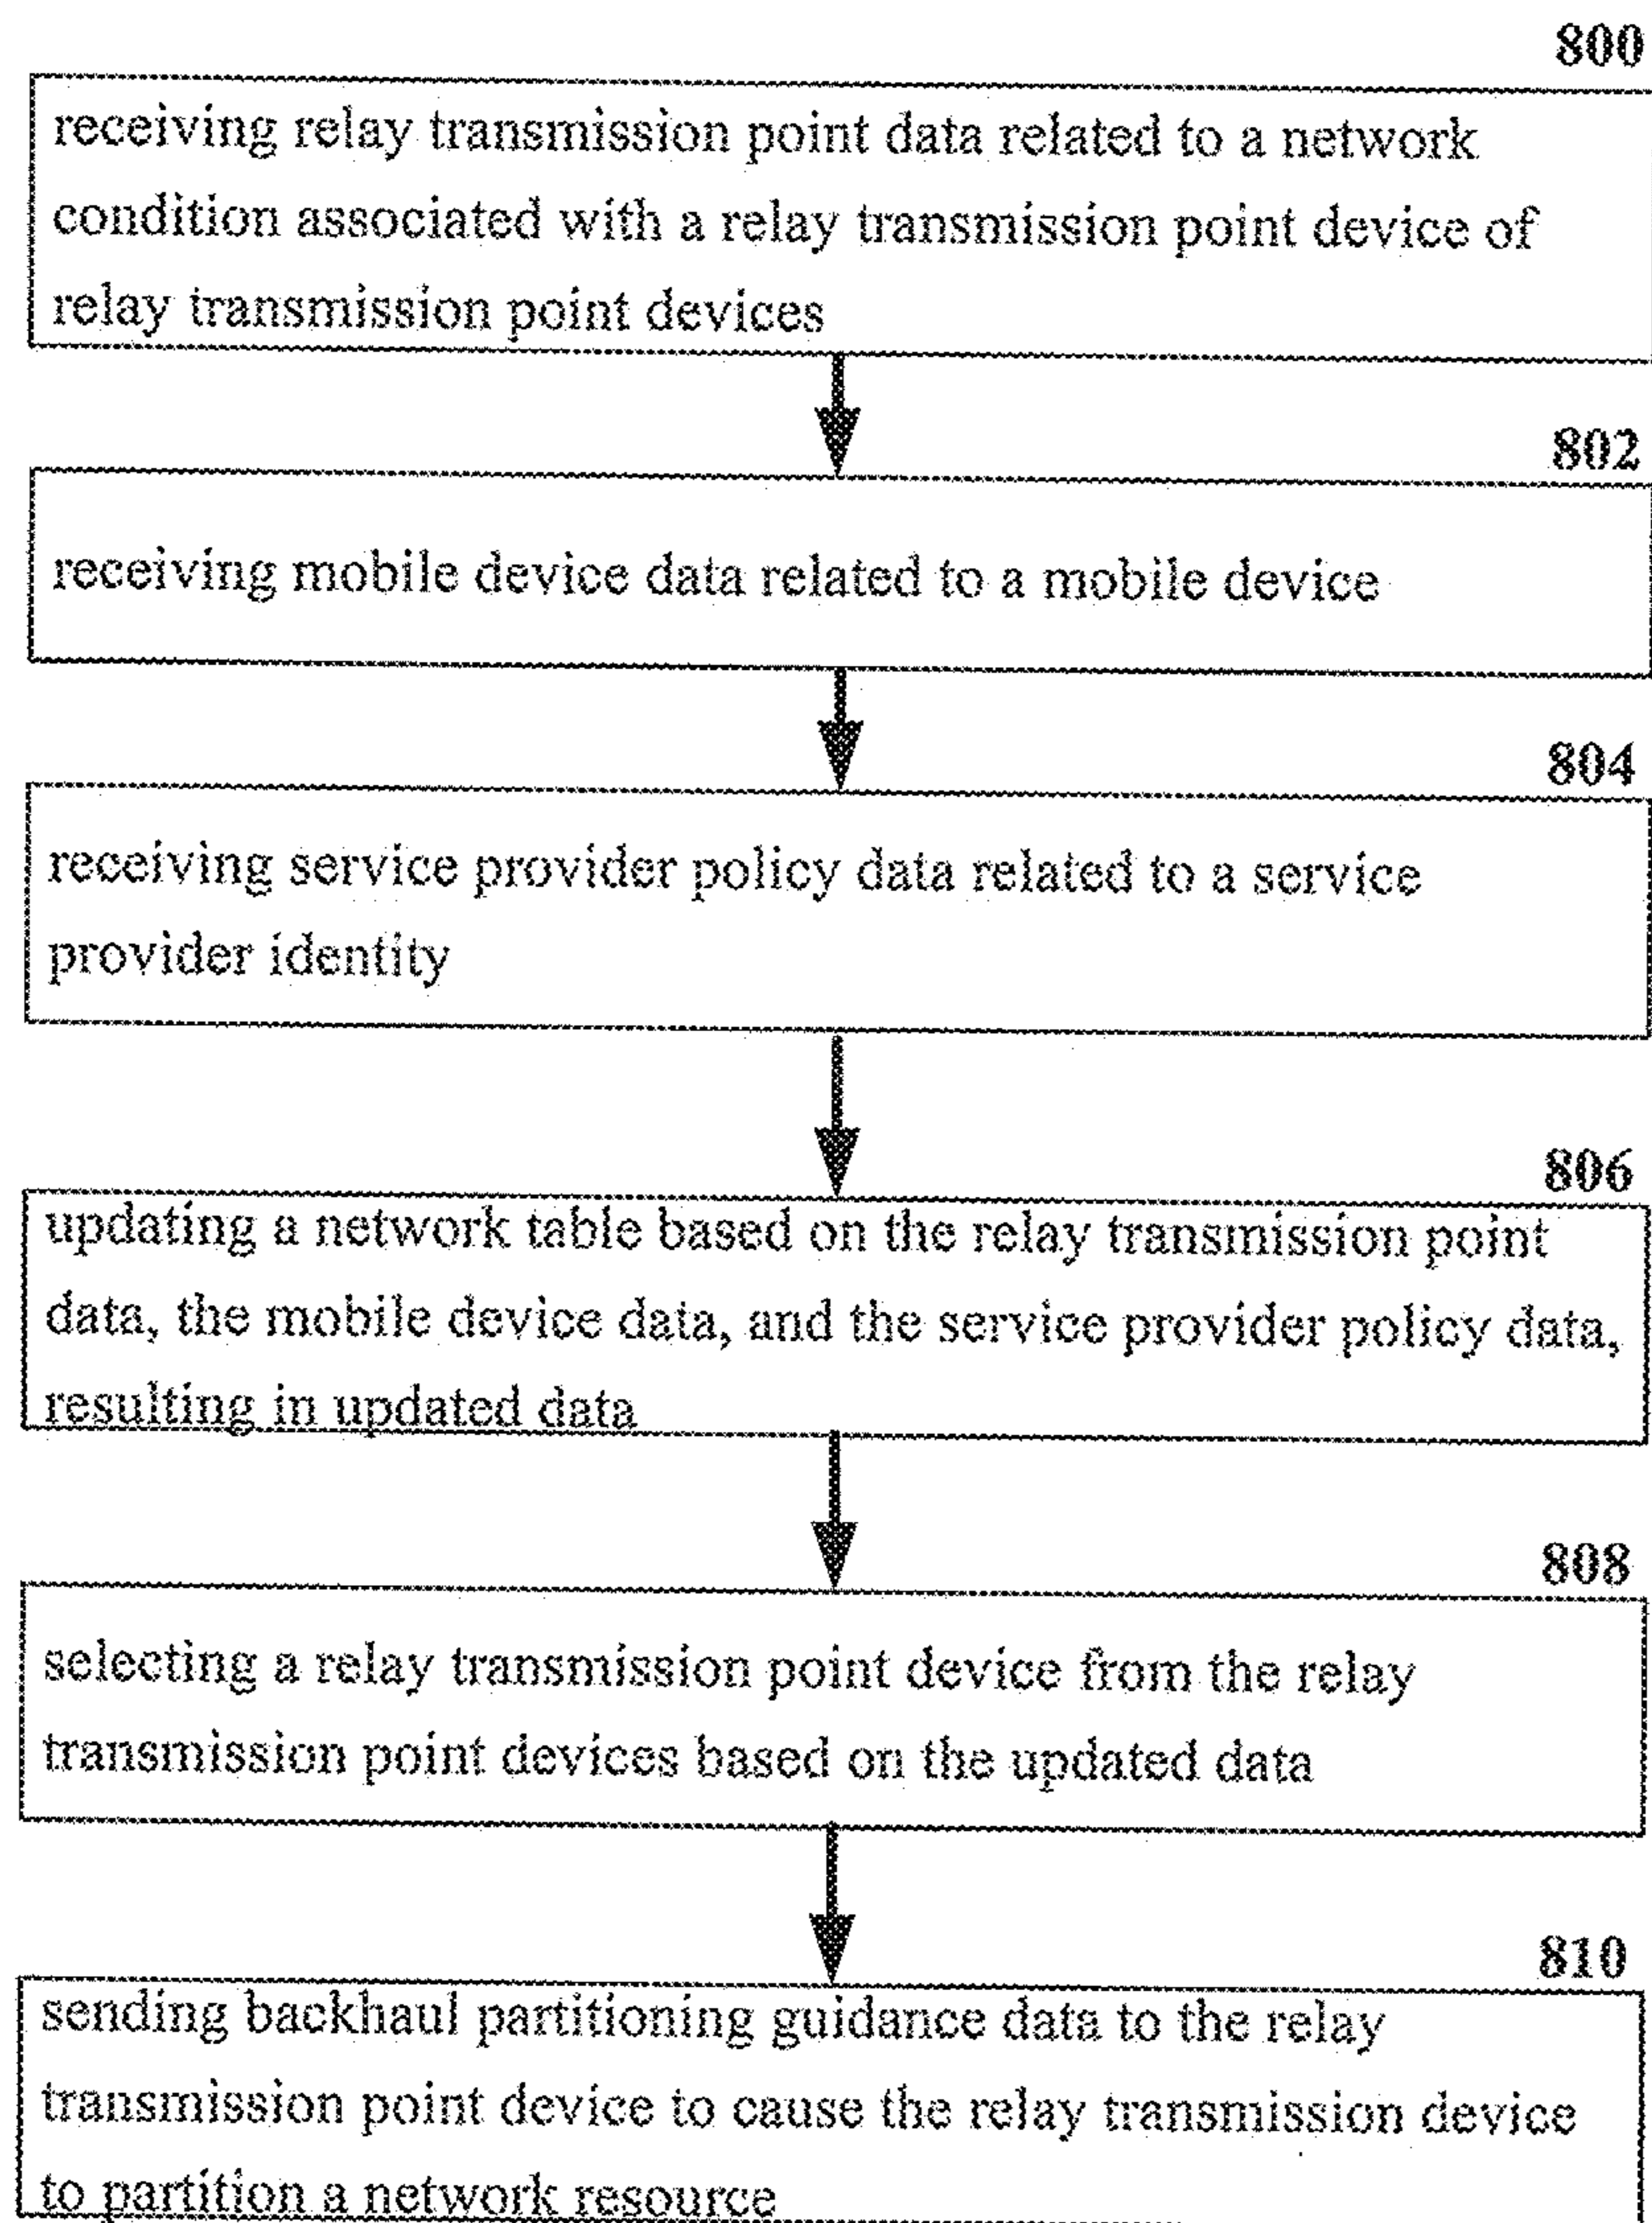 800
receiving relay transmission point data related to a network
condition associated with a relay transmission point device of
relay transmission point devices
802
receiving mobile device data related to a mobile device
804
receiving service provider policy data related to a service
provider identity
806
updating a network table based on the relay transmission point
data, the mobile device data, and the service provider policy data,
resulting in updated data
808
selecting a relay transmission point device from the relay
transmission point devices based on the updated data
810
sending backhaul partitioning guidance data to the relay
transmission point device to cause the relay transmission device
to partition a network resource